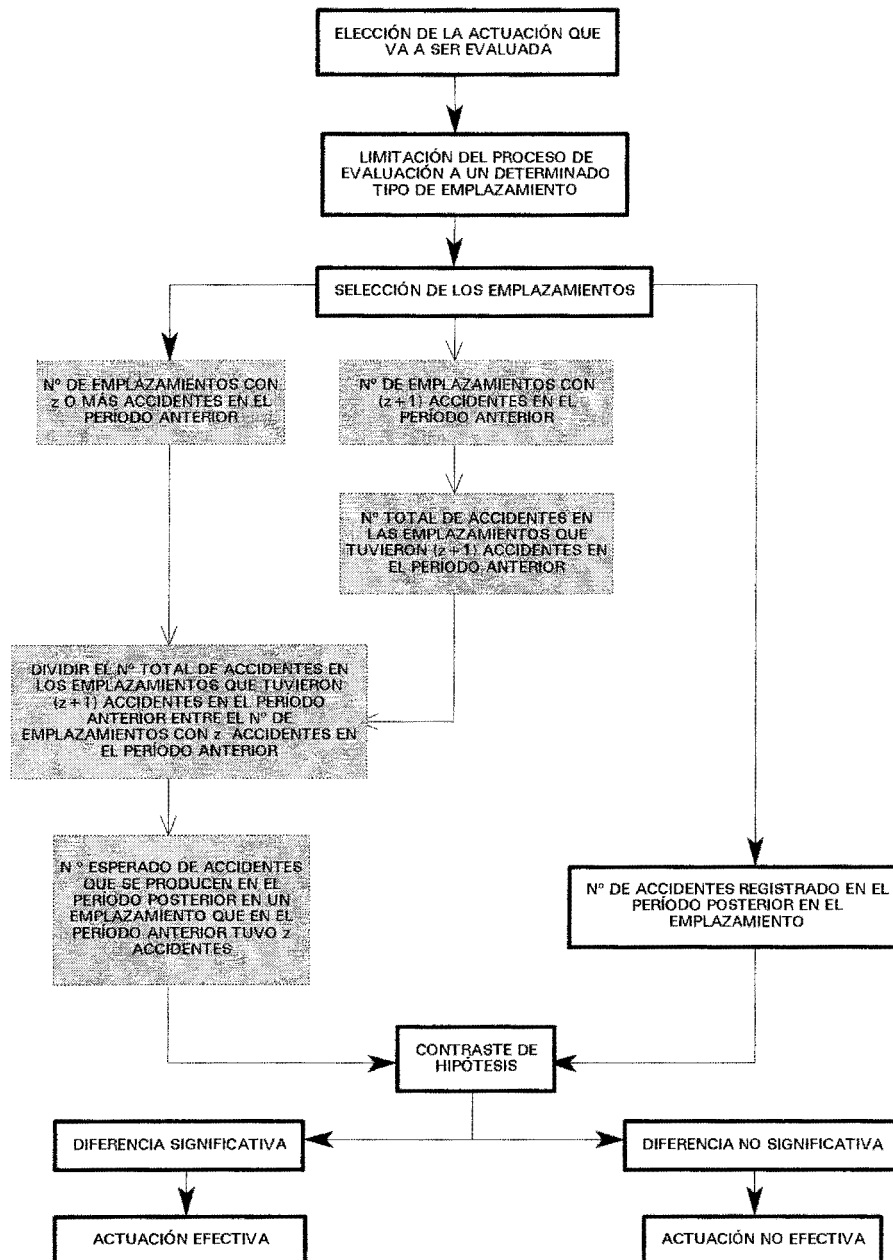 ELECCIÓN DE LA ACTUACIÓN QUE
VA A SER EVALUADA
LIMITACIÓN DEL PROCESO DE
EVALUACIÓN A UN DETERMINADO
TIPO DE EMPLAZAMIENTO
SELECCIÓN DE LOS EMPLAZAMIENTOS
Nº DE EMPLAZAMIENTOS CON
z O MÁS ACCIDENTES EN EL
PERÍODO ANTERIOR
Nº DE EMPLAZAMIENTOS CON
(z+1) ACCIDENTES EN EL
PERÍODO ANTERIOR
Nº TOTAL DE ACCIDENTES EN
LAS EMPLAZAMIENTOS QUE
TUVIERON (z+1) ACCIDENTES EN
EL PERÍODO ANTERIOR
DIVIDIR EL Nº TOTAL DE ACCIDENTES EN
LOS EMPLAZAMIENTOS QUE TUVIERON
(z+1) ACCIDENTES EN EL PERÍODO
ANTERIOR ENTRE EL Nº DE
EMPLAZAMIENTOS CON z ACCIDENTES EN
EL PERÍODO ANTERIOR
Nº ESPERADO DE ACCIDENTES
QUE SE PRODUCEN EN EL
PERÍODO POSTERIOR EN UN
EMPLAZAMIENTO QUE EN EL
PERÍODO ANTERIOR TUVO z
ACCIDENTES
Nº DE ACCIDENTES REGISTRADO EN EL
PERÍODO POSTERIOR EN EL
EMPLAZAMIENTO
CONTRASTE DE
HIPÓTESIS
DIFERENCIA SIGNIFICATIVA
DIFERENCIA NO SIGNIFICATIVA
ACTUACIÓN EFECTIVA
ACTUACIÓN NO EFECTIVA